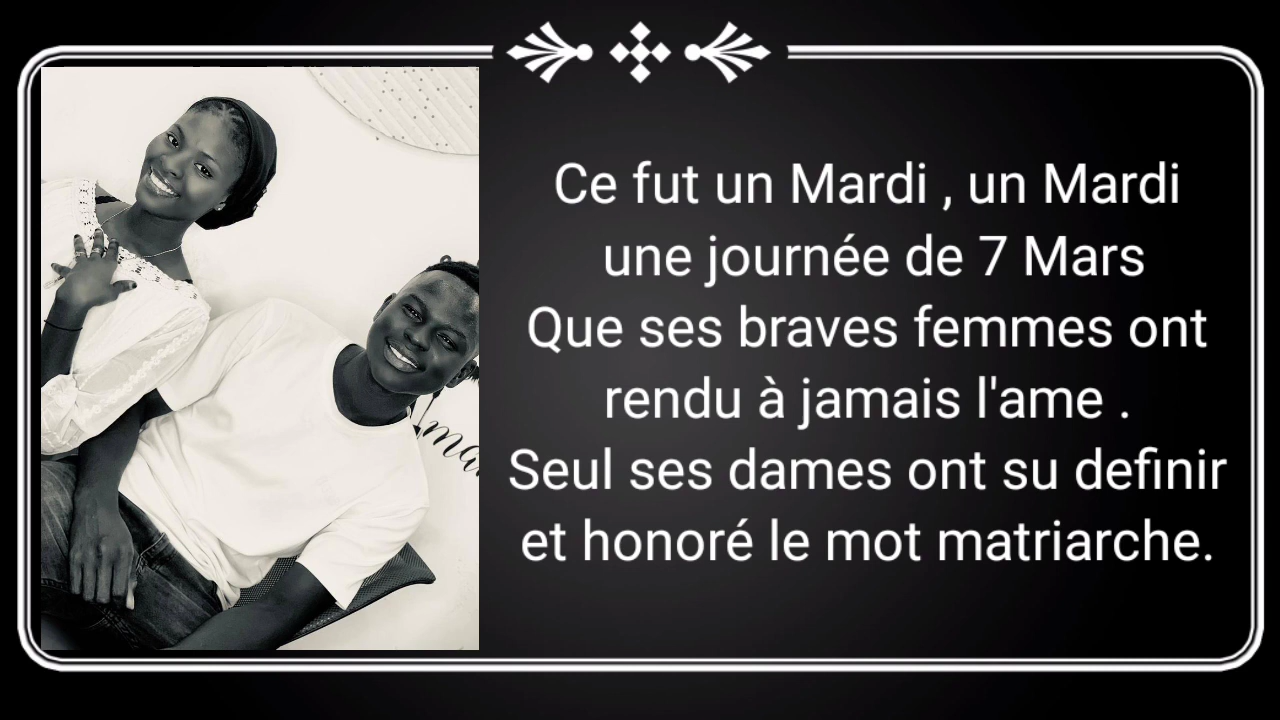 Ce fut un Mardi , un Mardi
une journée de 7 Mars
Que ses braves femmes ont
rendu à jamais l'ame .
Seul ses dames ont su definir
et honoré le mot matriarche.